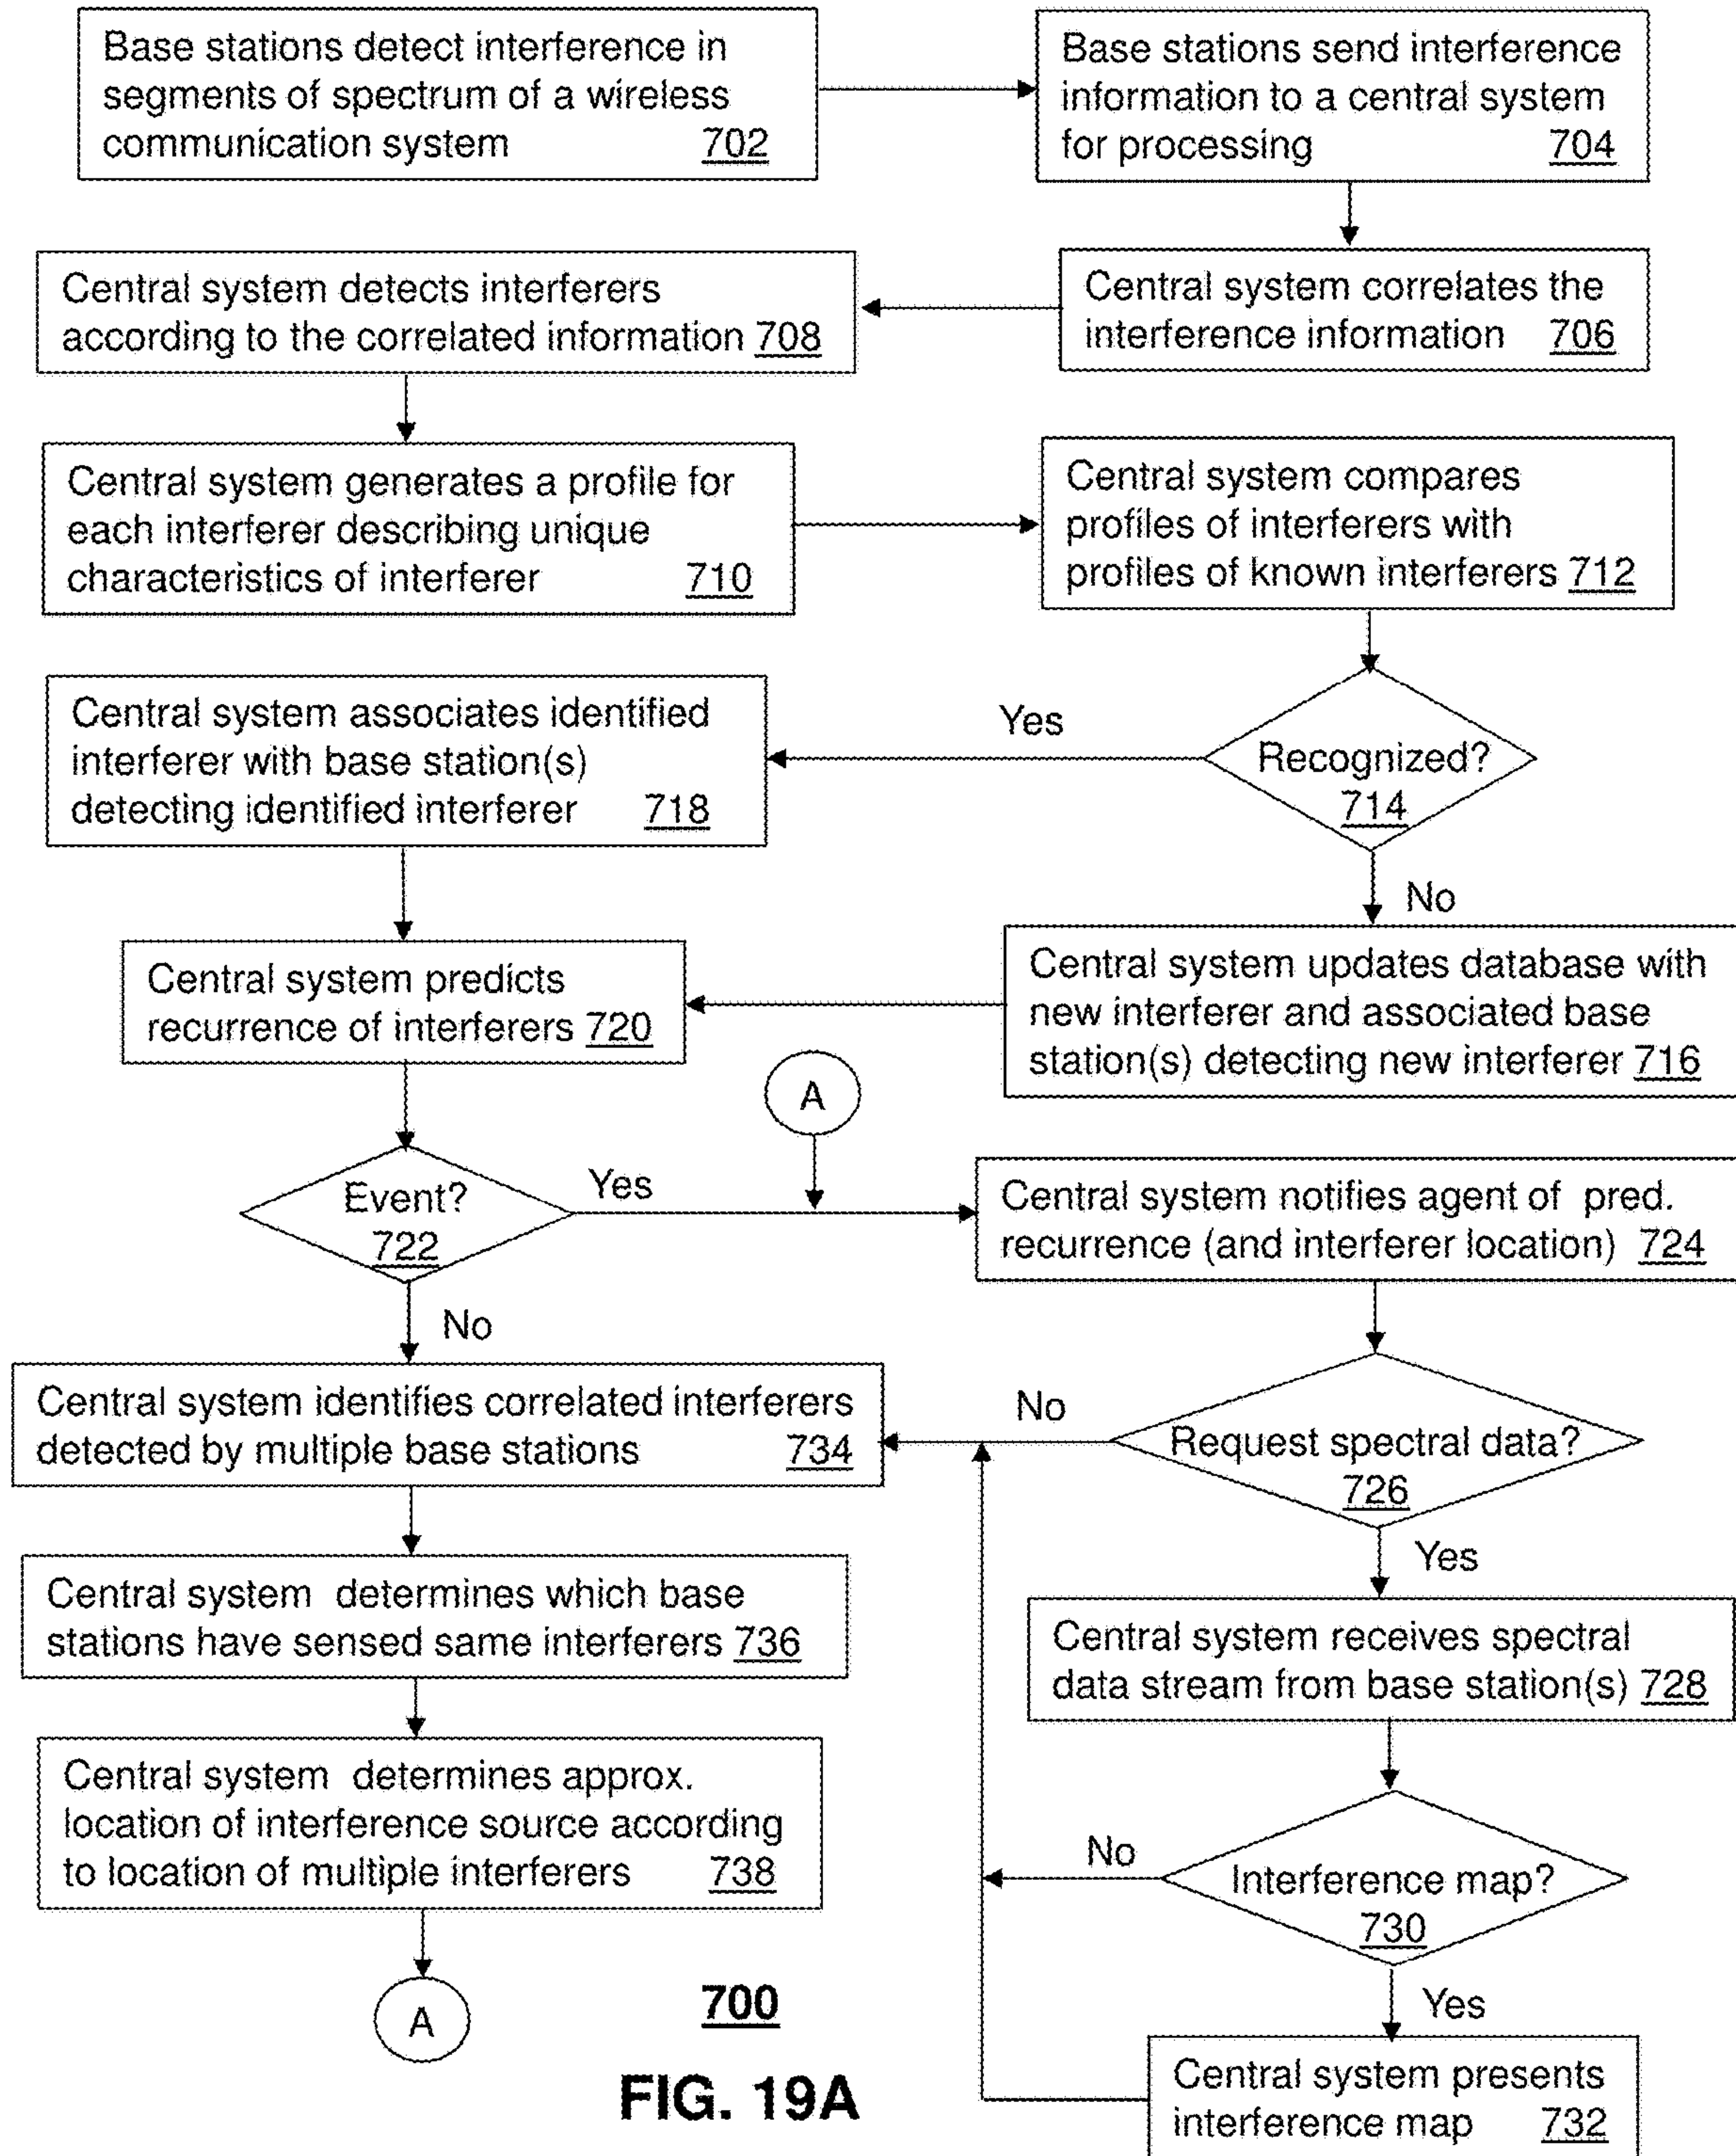 Base stations detect interference in
segments of spectrum of a wireless
communication system 702
Base stations send interference
information to a central system
for processing 704
Central system correlates the
interference information 706
Central system detects interferers
according to the correlated information 708
Central system generates a profile for
each interferer describing unique
characteristics of interferer 710
Central system compares
profiles of interferers with
profiles of known interferers 712
Recognized?
714
Yes
No
Central system associates identified
interferer with base station(s)
detecting identified interferer 718
Central system updates database with
new interferer and associated base
station(s) detecting new interferer 716
Central system predicts
recurrence of interferers 720
A
Event?
722
Yes
No
Central system notifies agent of pred.
recurrence (and interferer location) 724
Request spectral data?
726
No
Yes
Central system identifies correlated interferers
detected by multiple base stations 734
Central system determines which base
stations have sensed same interferers 736
Central system receives spectral
data stream from base station(s) 728
Central system determines approx.
location of interference source according
to location of multiple interferers 738
Interference map?
730
No
Yes
A
Central system presents
interference map 732
700
FIG. 19A